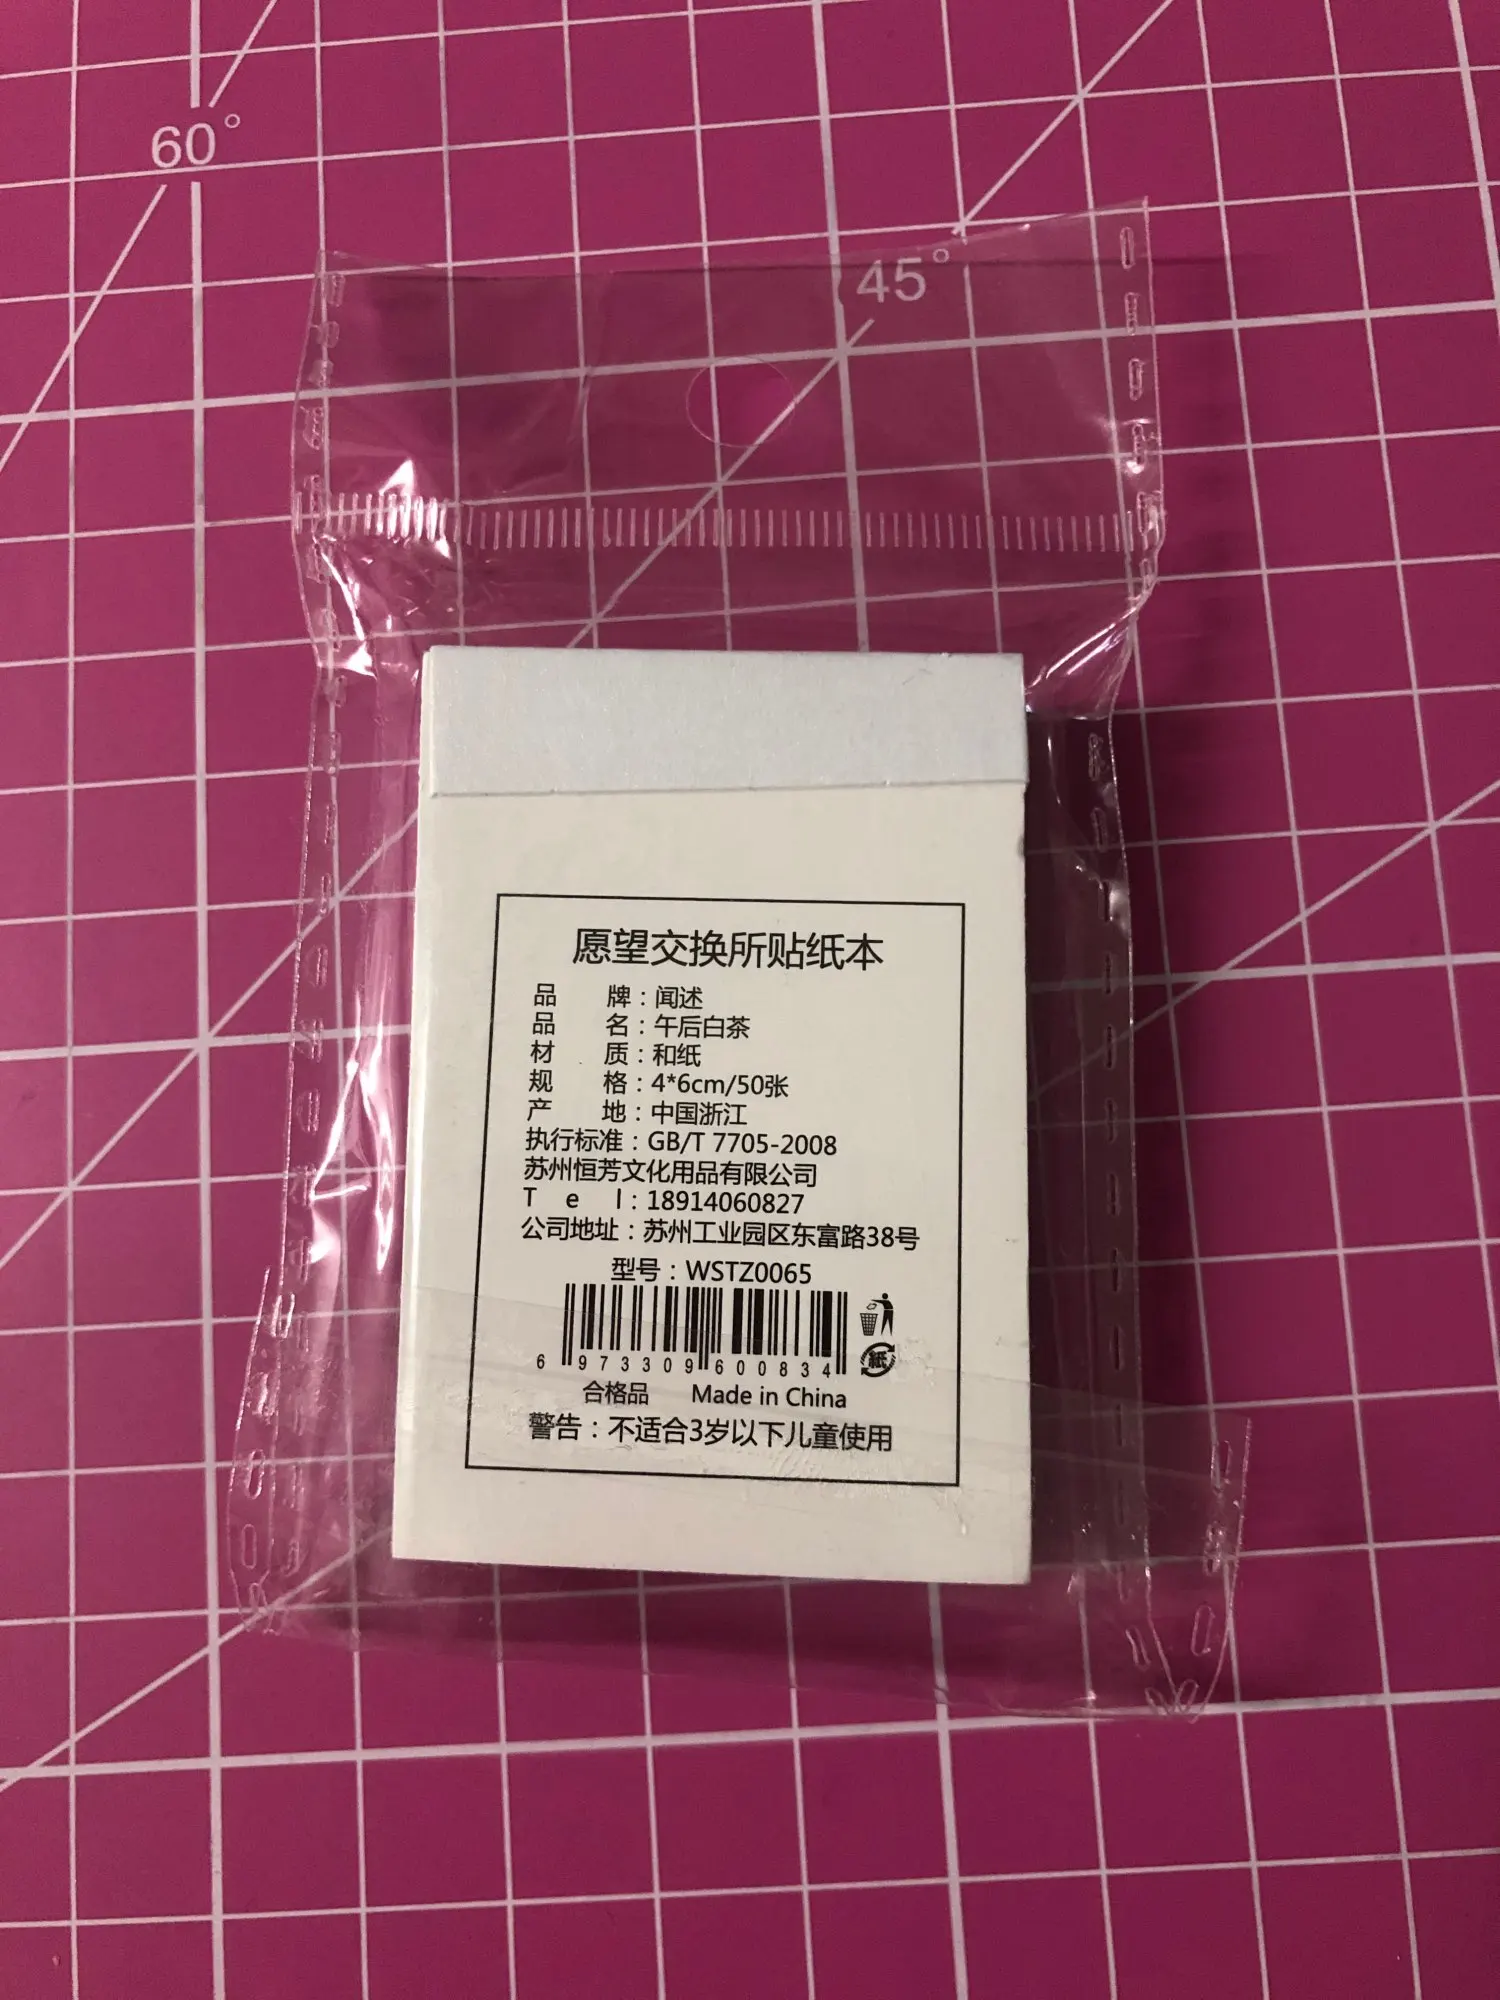 60°
45°
愿望交换所贴纸本
品 牌：闻述
品 名：午后白茶
材 质：和纸
规 格：4*6cm/50张
产 地：中国浙江
执行标准：GB/T 7705-2008
苏州恒芳文化用品有限公司
T e l：18914060827
公司地址：苏州工业园区东富路38号
型号：WSTZ0065
6 973309 600834
紙
合格品 Made in China
警告：不适合3岁以下儿童使用